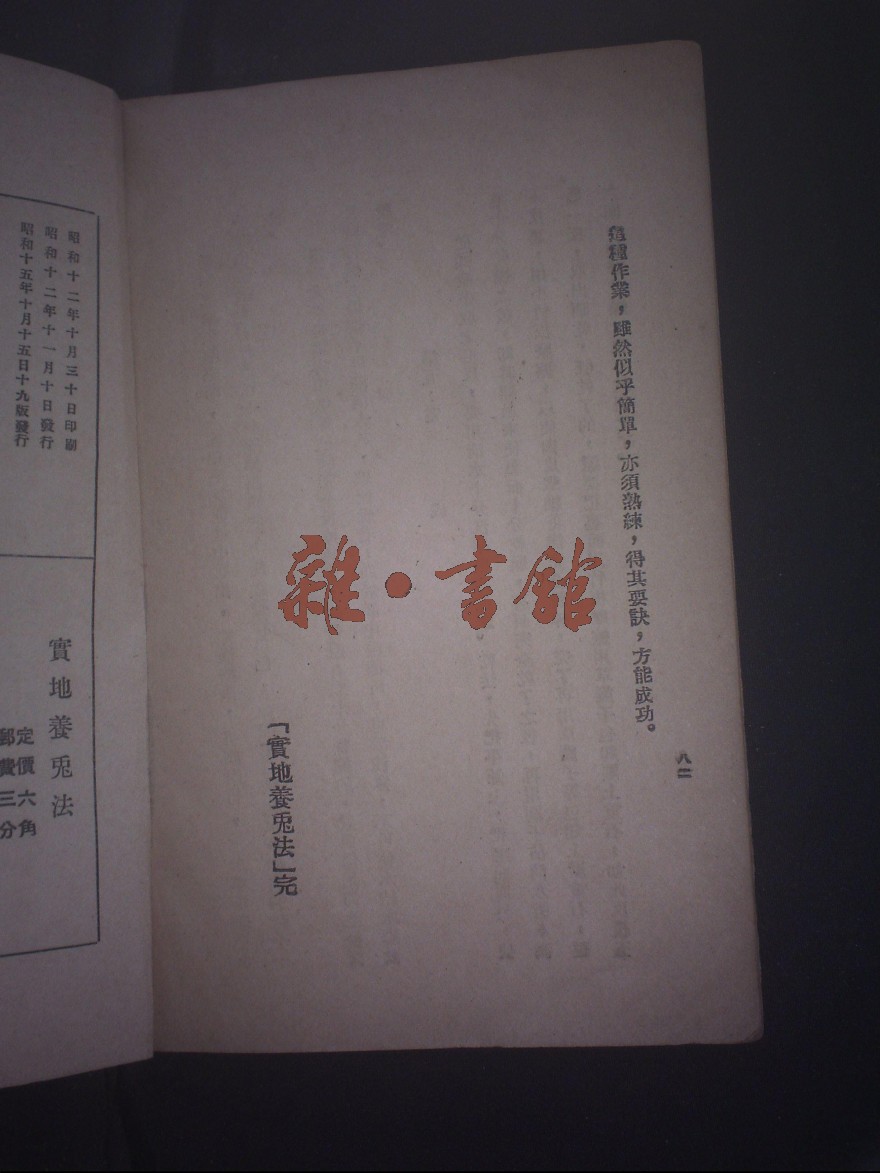 這種作業，雖然似乎簡單，亦須熟練，得其要訣，方能成功。
「實地養兎法」完
八二
雜·書館
昭和十二年十月三十日印刷
昭和十二年十一月十日發行
昭和十五年十月十五日十九版發行
實地養兎法
定價六角
郵費三分